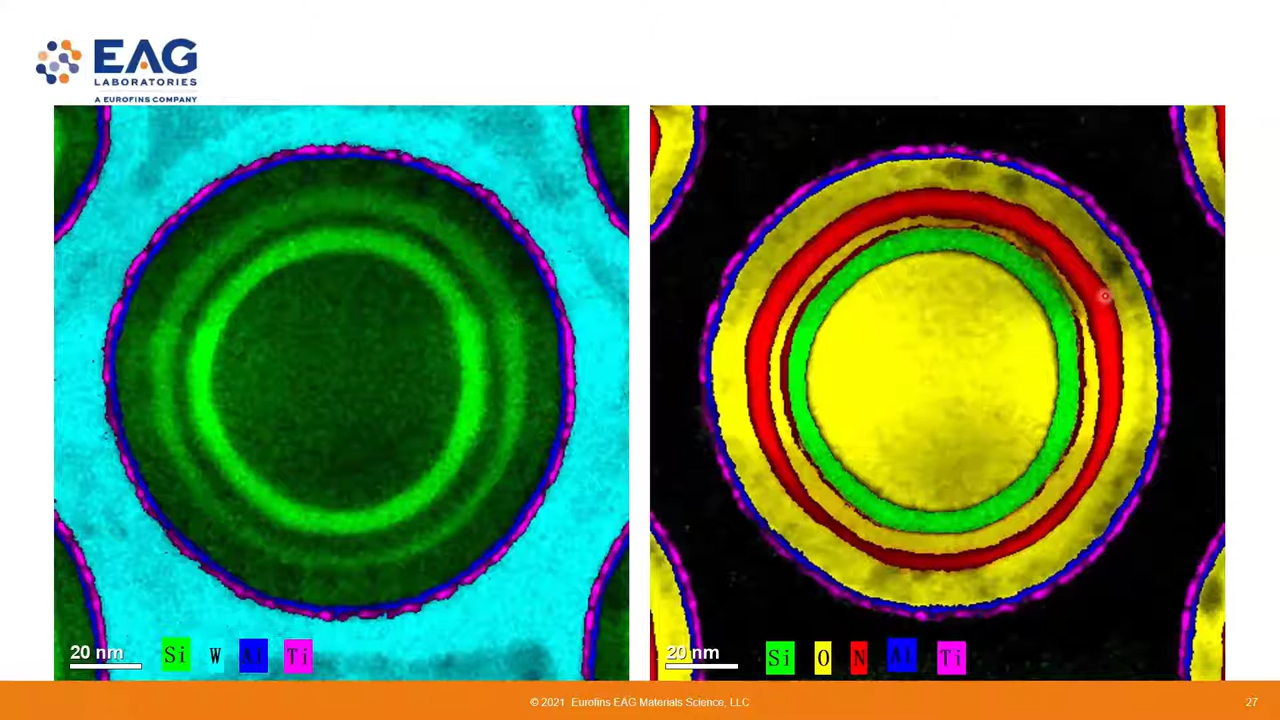 EAG
LABORATORIES
A EUROFINS COMPANY
20 nm Si W Al Ti
20 nm Si O N Al Ti
© 2021 Eurofins EAG Materials Science, LLC
27